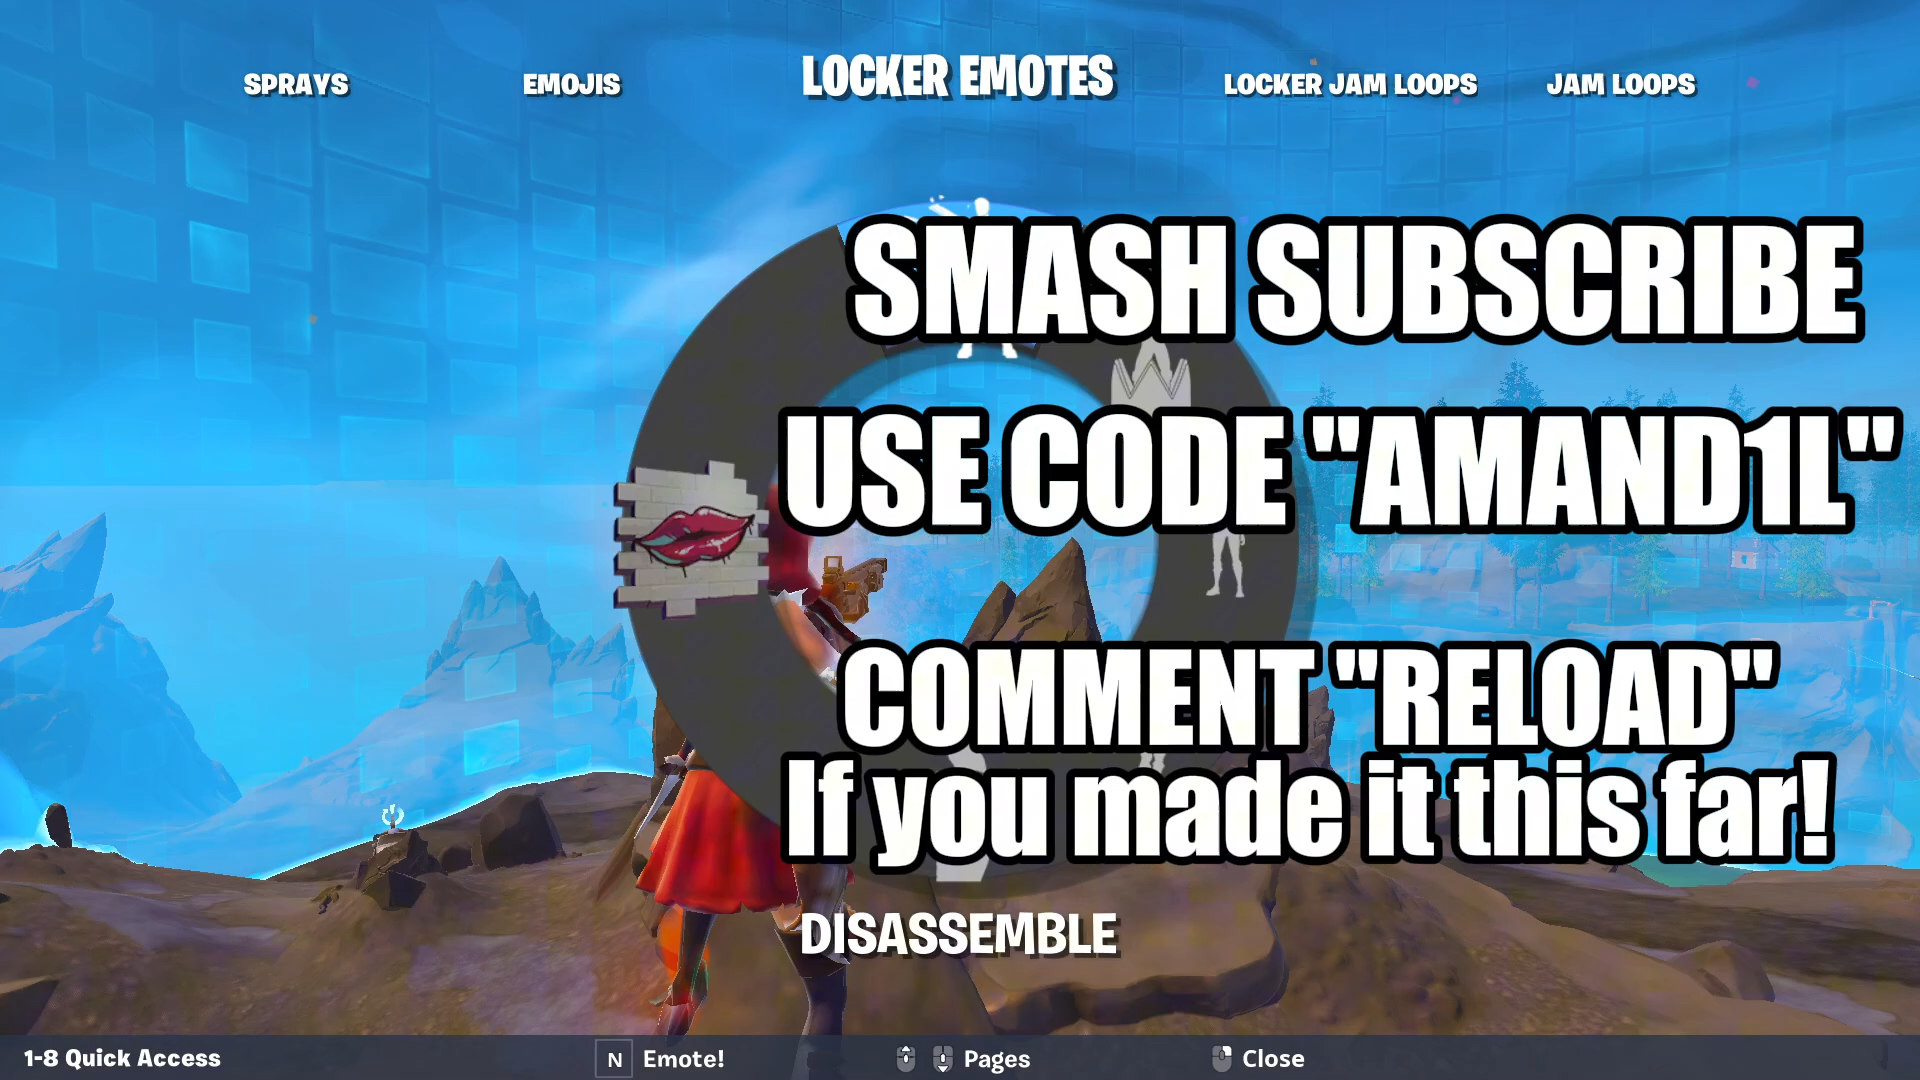 SPRAYS
EMOJIS
LOCKER EMOTES
LOCKER JAM LOOPS
JAM LOOPS
SMASH SUBSCRIBE
USE CODE "AMAND1L"
COMMENT "RELOAD"
If you made it this far!
DISASSEMBLE
1-8 Quick Access
N Emote!
Pages
Close